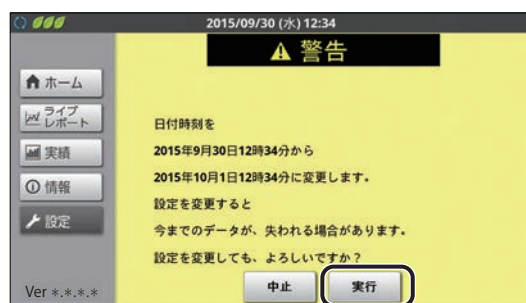 2015/09/30 (水) 12:34
警告
ホーム
ライブ
レポート
実績
情報
設定
日付時刻を
2015年9月30日12時34分から
2015年10月1日12時34分に変更します。
設定を変更すると
今までのデータが、失われる場合があります。
設定を変更しても、よろしいですか？
中止
実行
Ver *.*.*.*